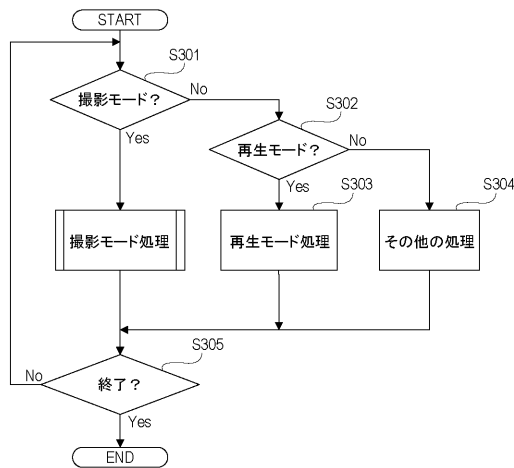 START
S301
撮影モード？
No
S302
Yes
再生モード？
No
Yes
S303
S304
撮影モード処理
再生モード処理
その他の処理
S305
No
終了？
Yes
END